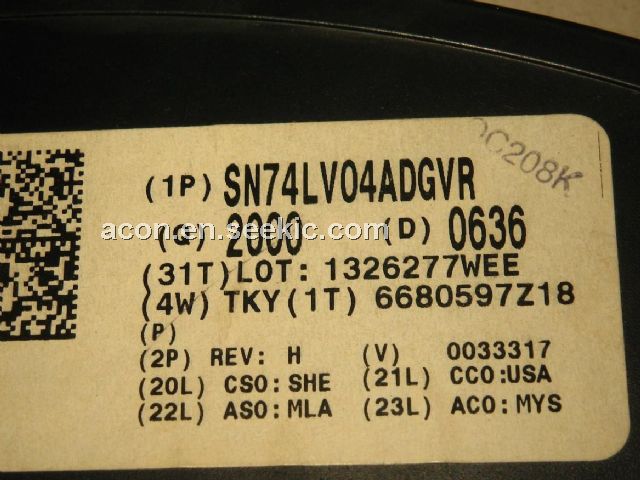 QC208K
(1P) SN74LV04ADGVR
(Q) 2000 (D) 0636
acon.en.seekic.com
(31T)LOT: 1326277WEE
(4W) TKY(1T) 6680597Z18
(P)
(2P) REV: H (V) 0033317
(20L) CSO:SHE (21L) CCO:USA
(22L) ASO:MLA (23L) ACO:MYS